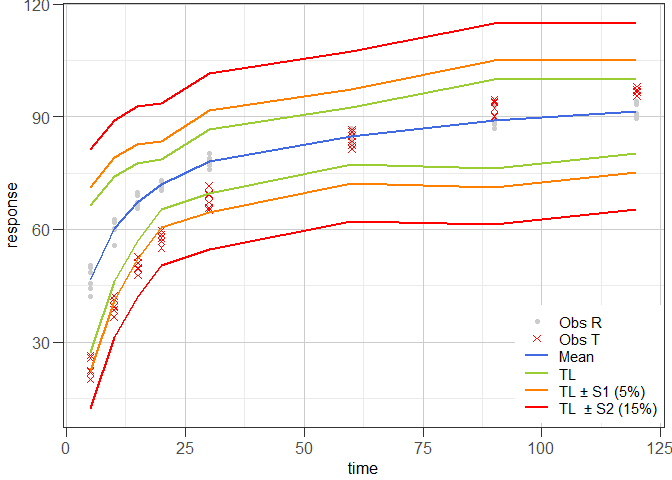 120
90
60
30
response
0
25
50
75
100
125
time
Obs R
Obs T
Mean
TL
TL ± S1 (5%)
TL ± S2 (15%)